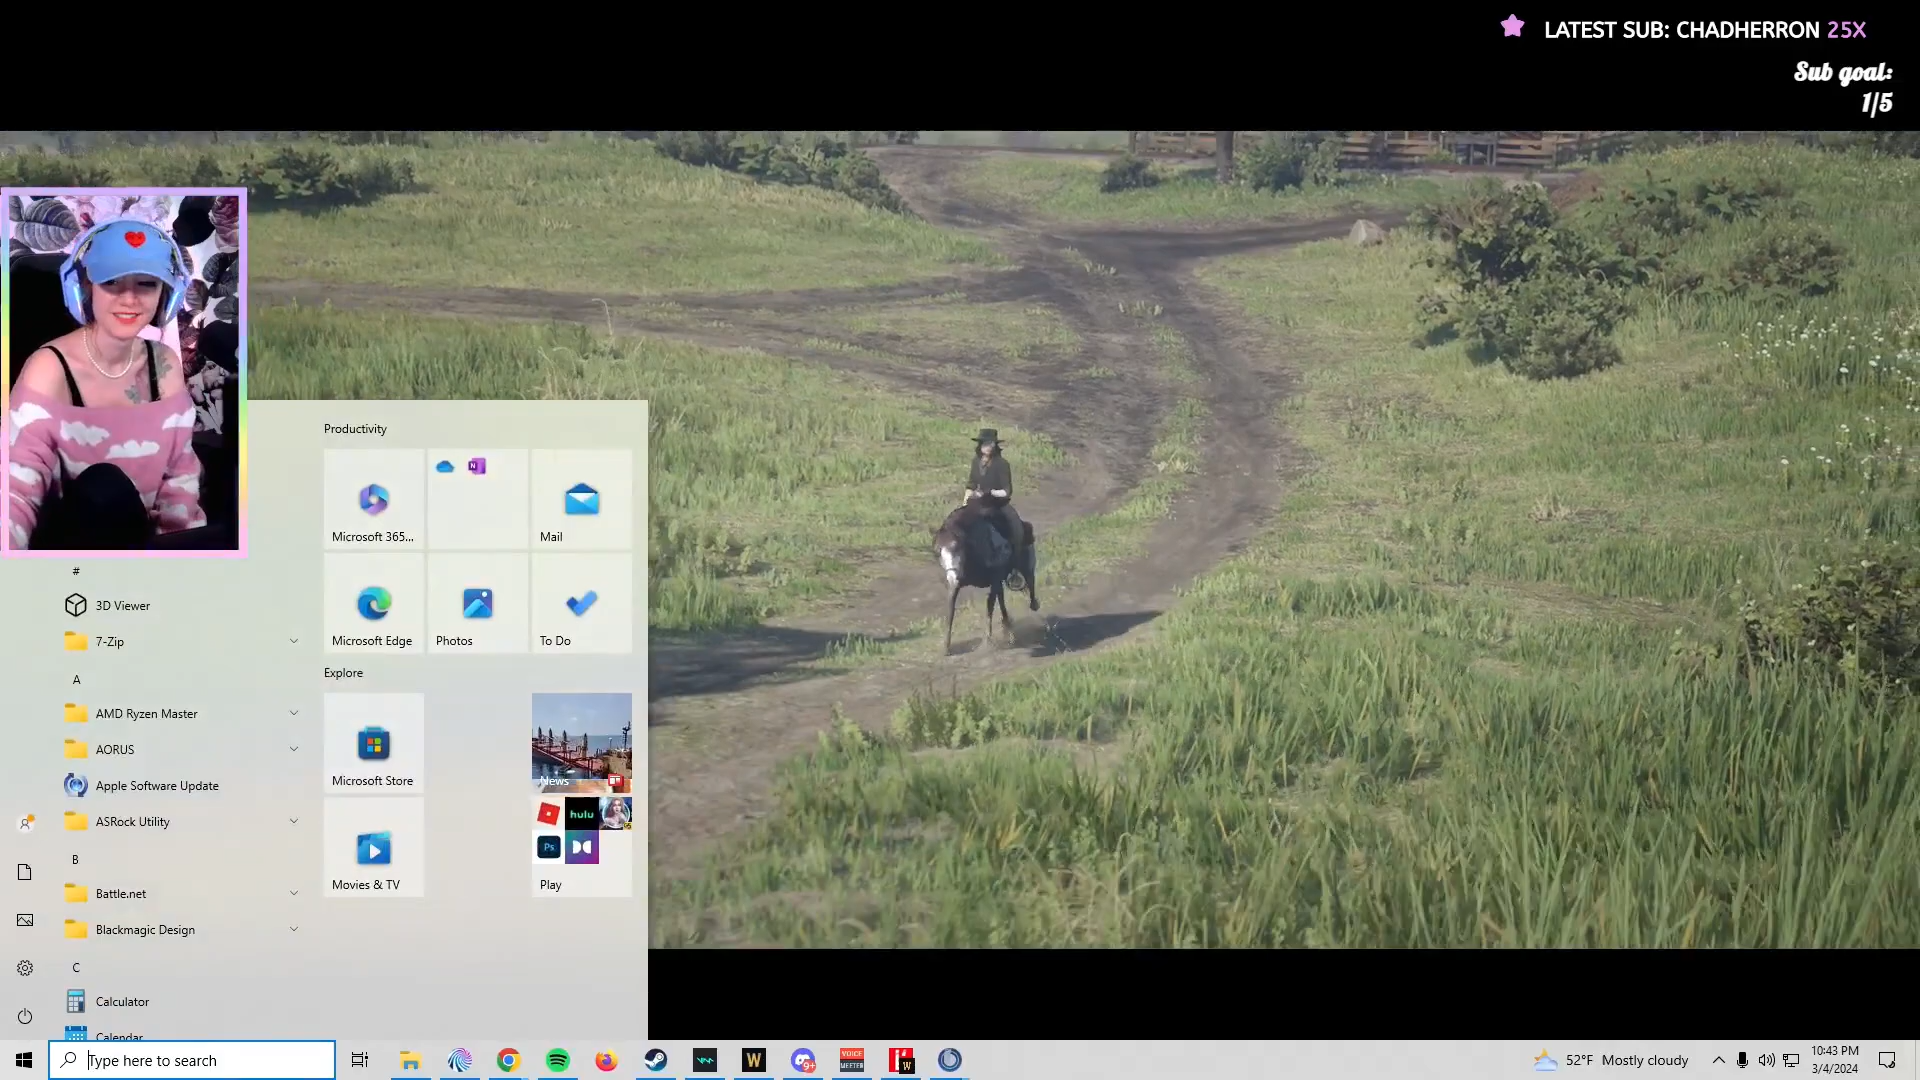 LATEST SUB: CHADHERRON 25X
Sub goal:
1/5
Productivity
Microsoft 365...
Mail
Microsoft Edge
Photos
To Do
Explore
Microsoft Store
News
hulu
Ps
Movies & TV
Play
#
3D Viewer
7-Zip
A
AMD Ryzen Master
AORUS
Apple Software Update
ASRock Utility
B
Battle.net
Blackmagic Design
C
Calculator
Calendar
Type here to search
W
9+
VOICE
MEETER
W
52°F Mostly cloudy
10:43 PM
3/4/2024